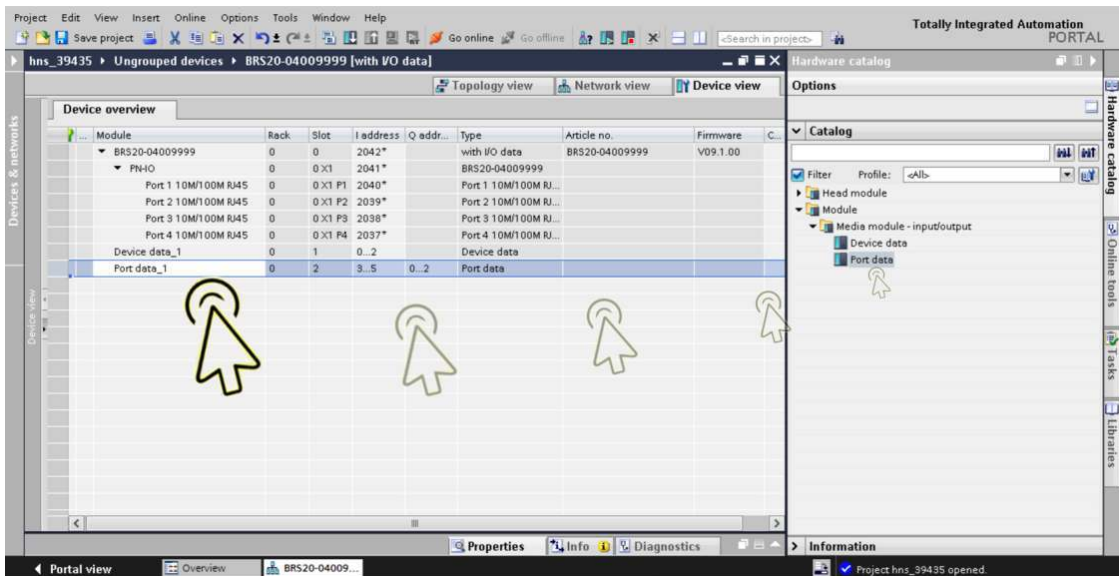 Project Edit View Insert Online Options Tools Window Help
Totally Integrated Automation
PORTAL
Save project Go online Go offline <Search in project>
hns_39435 ▸ Ungrouped devices ▸ BRS20-04009999 [with I/O data]
Hardware catalog
Topology view Network view Device view
Options
Device overview
Module Rack Slot I address Q addr... Type Article no. Firmware C...
BRS20-04009999 0 0 2042* with I/O data BRS20-04009999 V09.1.00
PN-IO 0 0 X1 2041* BRS20-04009999
Port 1 10M/100M RJ45 0 0 X1 P1 2040* Port 1 10M/100M RJ...
Port 2 10M/100M RJ45 0 0 X1 P2 2039* Port 2 10M/100M RJ...
Port 3 10M/100M RJ45 0 0 X1 P3 2038* Port 3 10M/100M RJ...
Port 4 10M/100M RJ45 0 0 X1 P4 2037* Port 4 10M/100M RJ...
Device data_1 0 1 0...2 Device data
Port data_1 0 2 3...5 0...2 Port data
Catalog
Filter Profile: <All>
Head module
Module
Media module - input/output
Device data
Port data
Devices & networks
Device view
Hardware catalog
Online tools
Tasks
Libraries
Properties Info Diagnostics
Information
Portal view Overview BRS20-04009...
Project hns_39435 opened.